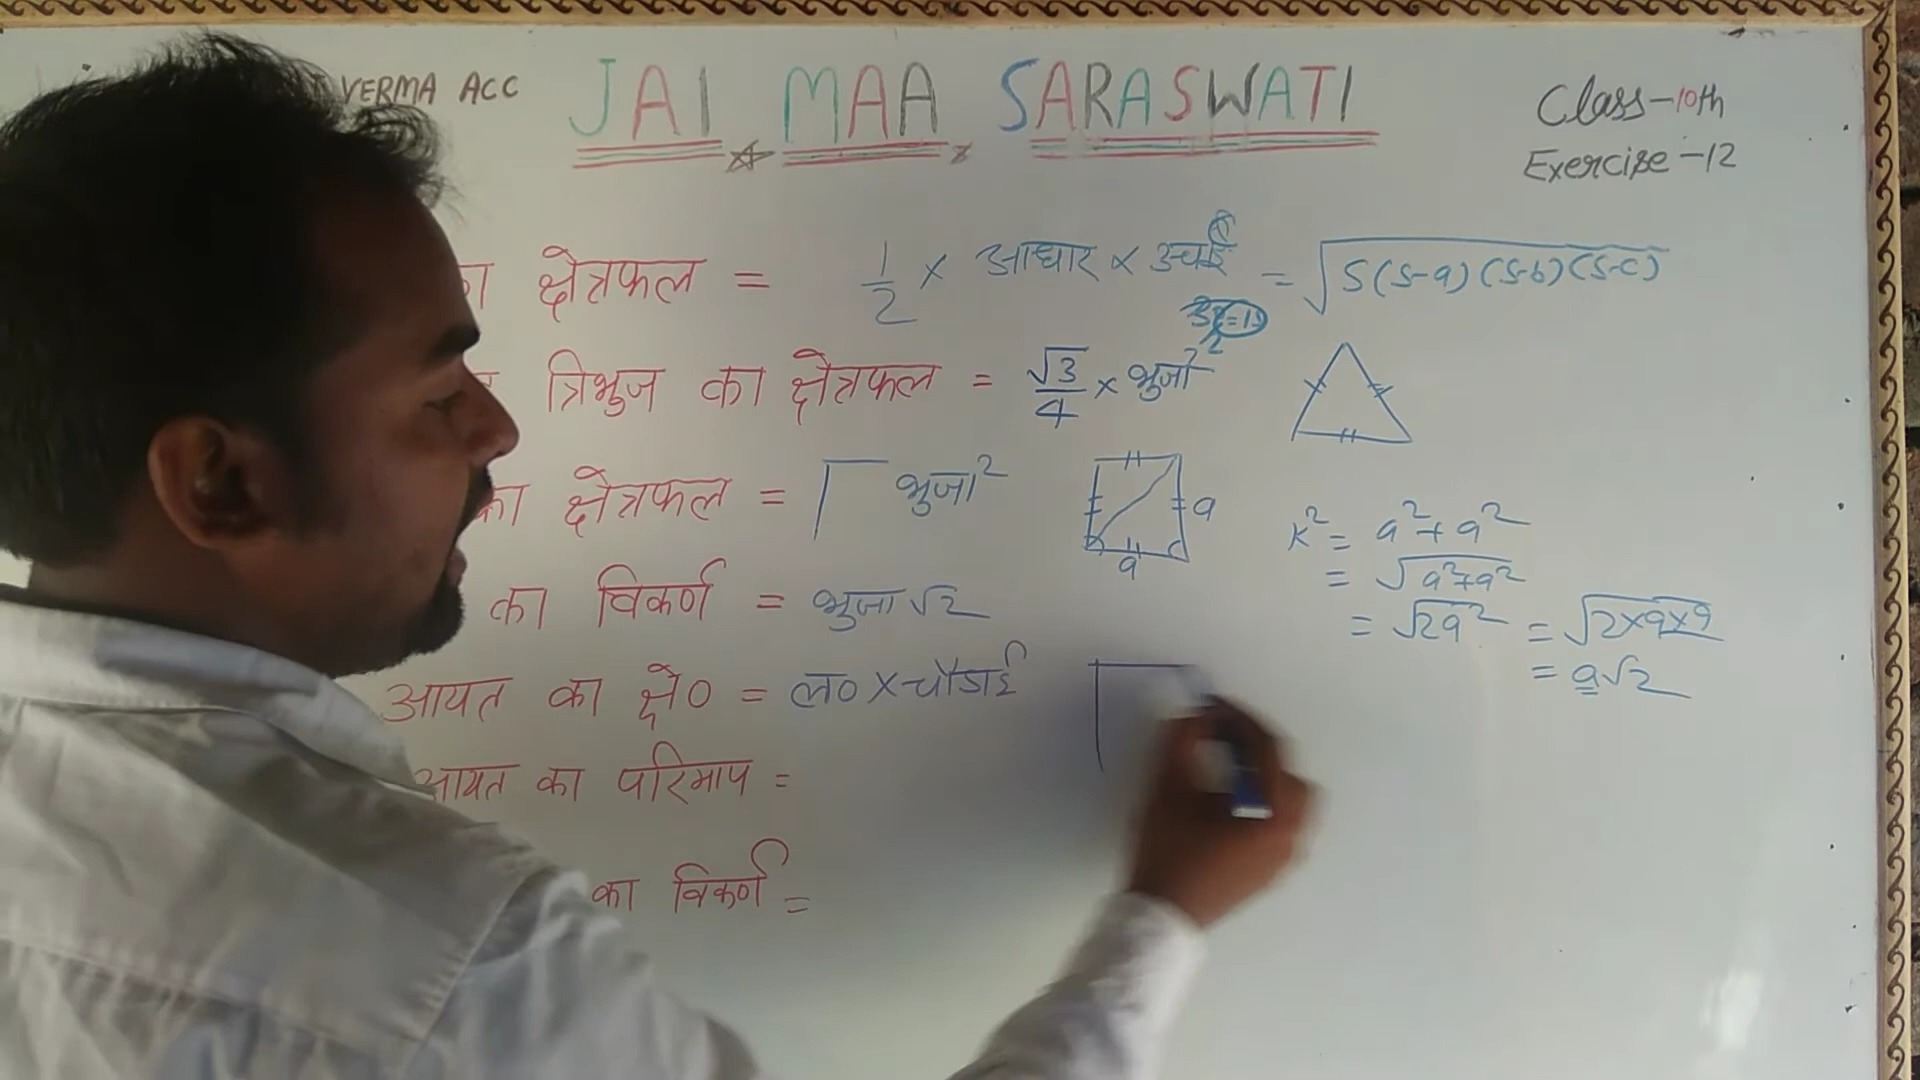 VERMA ACC
JAI MAA SARASWATI
Class-10th
Exercise-12
का क्षेत्रफल = 1/2 × आधार × उचाई = √S(S-a)(S-b)(S-c)
त्रिभुज का क्षेत्रफल = √3/4 × भुजा²
का क्षेत्रफल = भुजा²
a
a
K² = a²+a²
= √a²+a²
= √2a² = √2×a×a
= a√2
का विकर्ण = भुजा√2
आयत का क्षे० = ल० × चौडाई
आयत का परिमाप =
का विकर्ण =